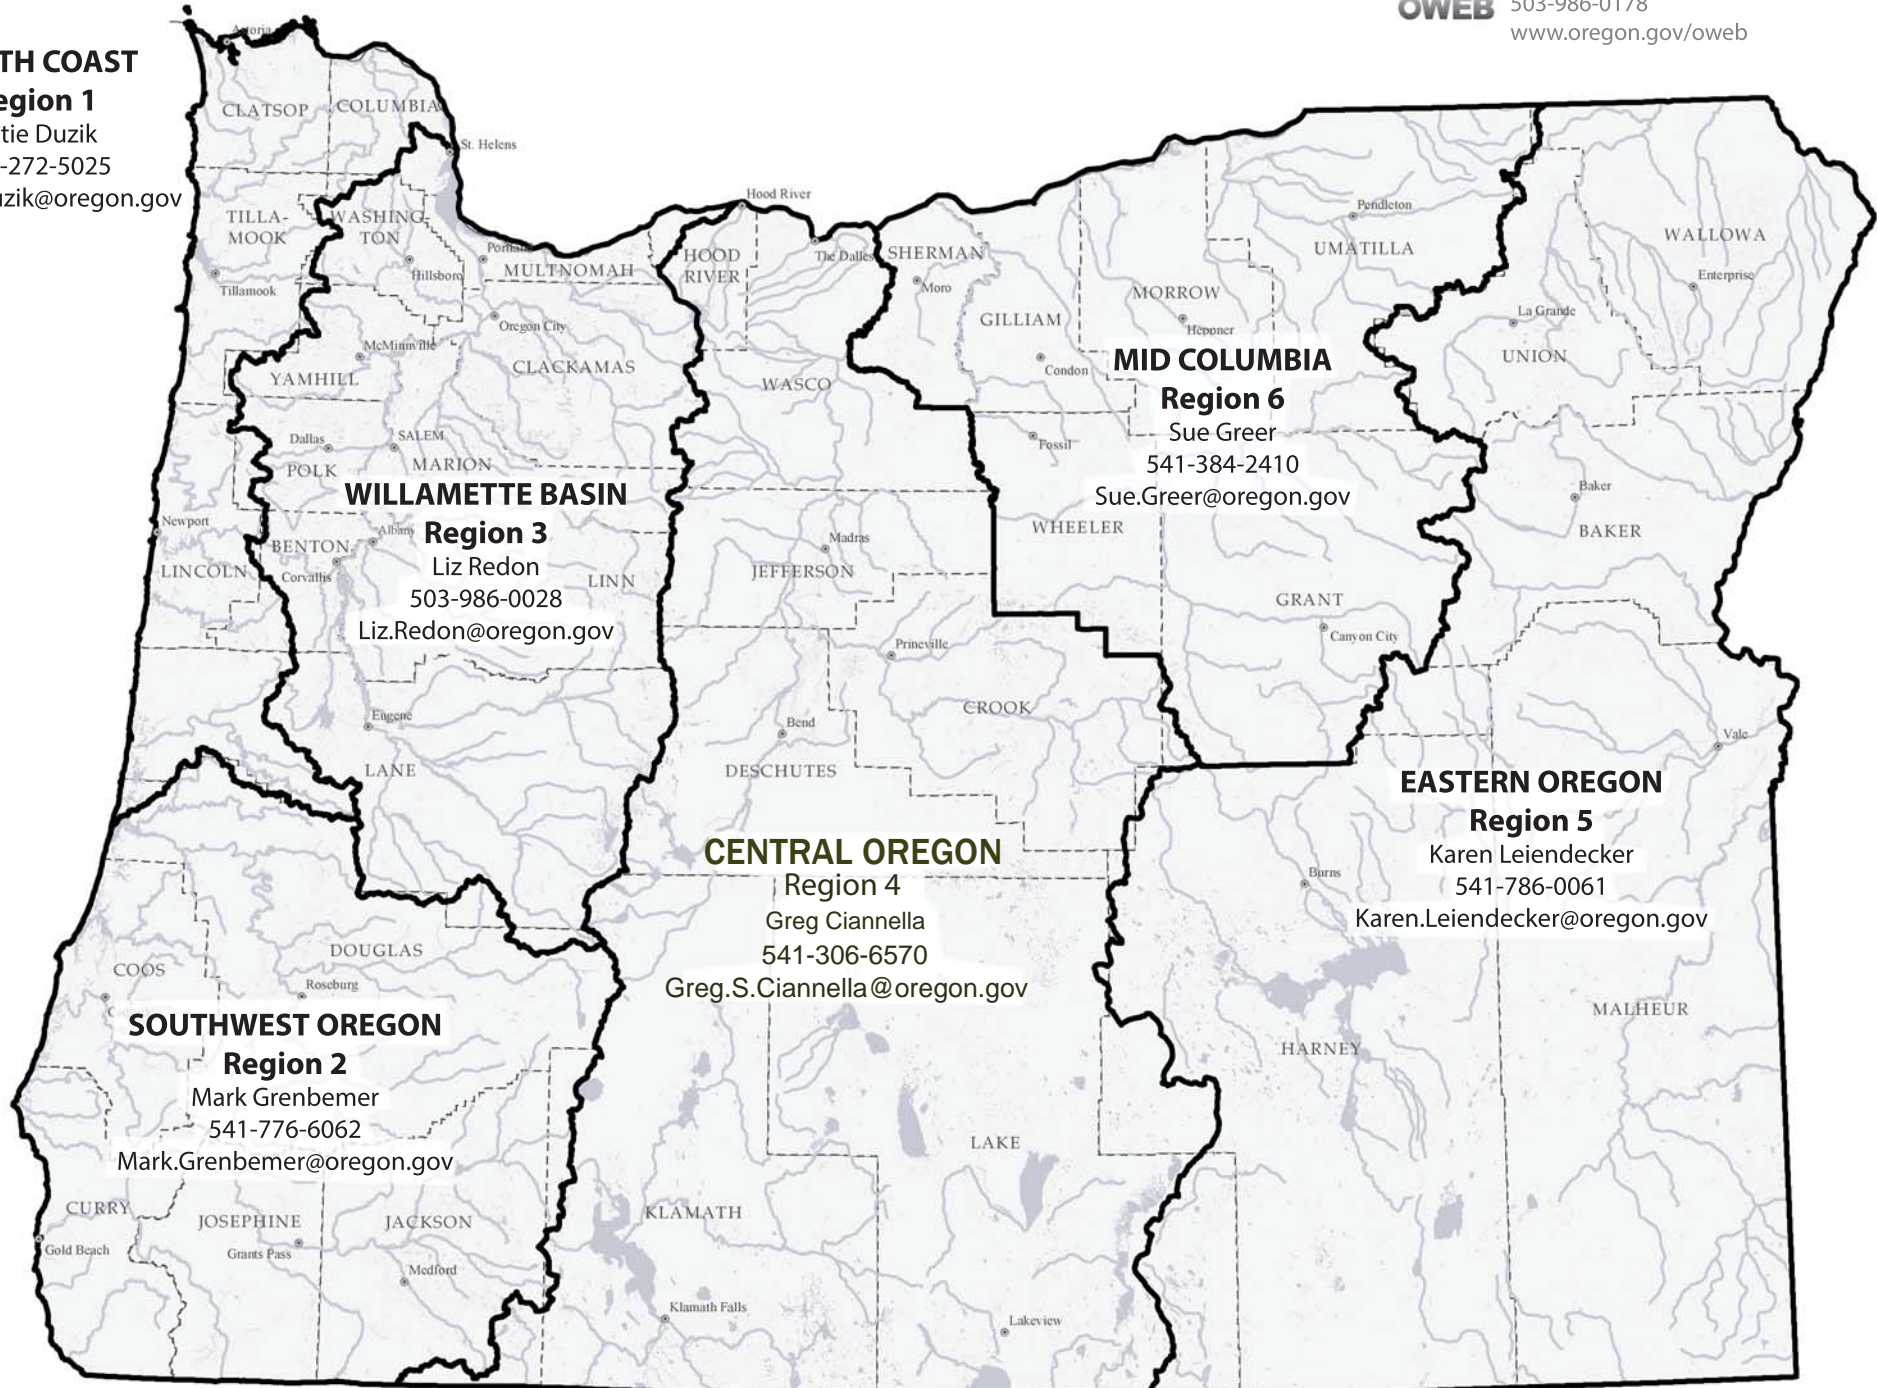 OWEB 503-986-0178
www.oregon.gov/oweb
TH COAST
egion 1
tie Duzik
-272-5025
uzik@oregon.gov
Astoria
CLATSOP
COLUMBIA
St. Helens
TILLA-
MOOK
Tillamook
WASHING-
TON
Hillsboro
Portland
MULTNOMAH
Oregon City
Hood River
HOOD
RIVER
The Dalles
SHERMAN
Moro
GILLIAM
Condon
MORROW
Heppner
Pendleton
UMATILLA
WALLOWA
Enterprise
La Grande
UNION
McMinnville
YAMHILL
CLACKAMAS
WASCO
MID COLUMBIA
Region 6
Sue Greer
541-384-2410
Sue.Greer@oregon.gov
Fossil
WHEELER
Dallas
SALEM
POLK
MARION
WILLAMETTE BASIN
Region 3
Liz Redon
503-986-0028
Liz.Redon@oregon.gov
Newport
LINCOLN
BENTON
Albany
Corvallis
LINN
Madras
JEFFERSON
Baker
BAKER
GRANT
Canyon City
Prineville
CROOK
Eugene
LANE
Bend
DESCHUTES
Vale
EASTERN OREGON
Region 5
Karen Leiendecker
541-786-0061
Karen.Leiendecker@oregon.gov
Burns
CENTRAL OREGON
Region 4
Greg Ciannella
541-306-6570
Greg.S.Ciannella@oregon.gov
DOUGLAS
COOS
Roseburg
C
SOUTHWEST OREGON
Region 2
Mark Grenbemer
541-776-6062
Mark.Grenbemer@oregon.gov
MALHEUR
HARNEY
LAKE
CURRY
Gold Beach
JOSEPHINE
Grants Pass
JACKSON
Medford
KLAMATH
Klamath Falls
Lakeview